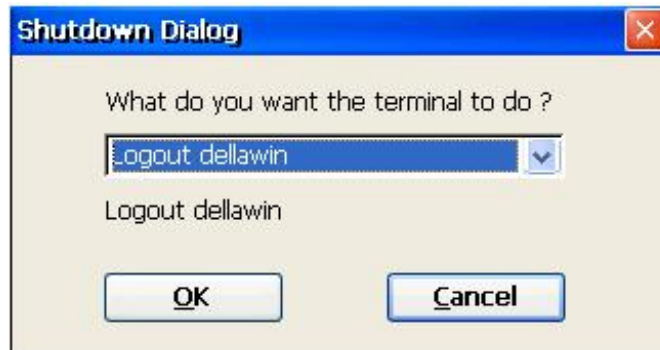 Shutdown Dialog
What do you want the terminal to do ?
Logout dellawin
Logout dellawin
OK
Cancel